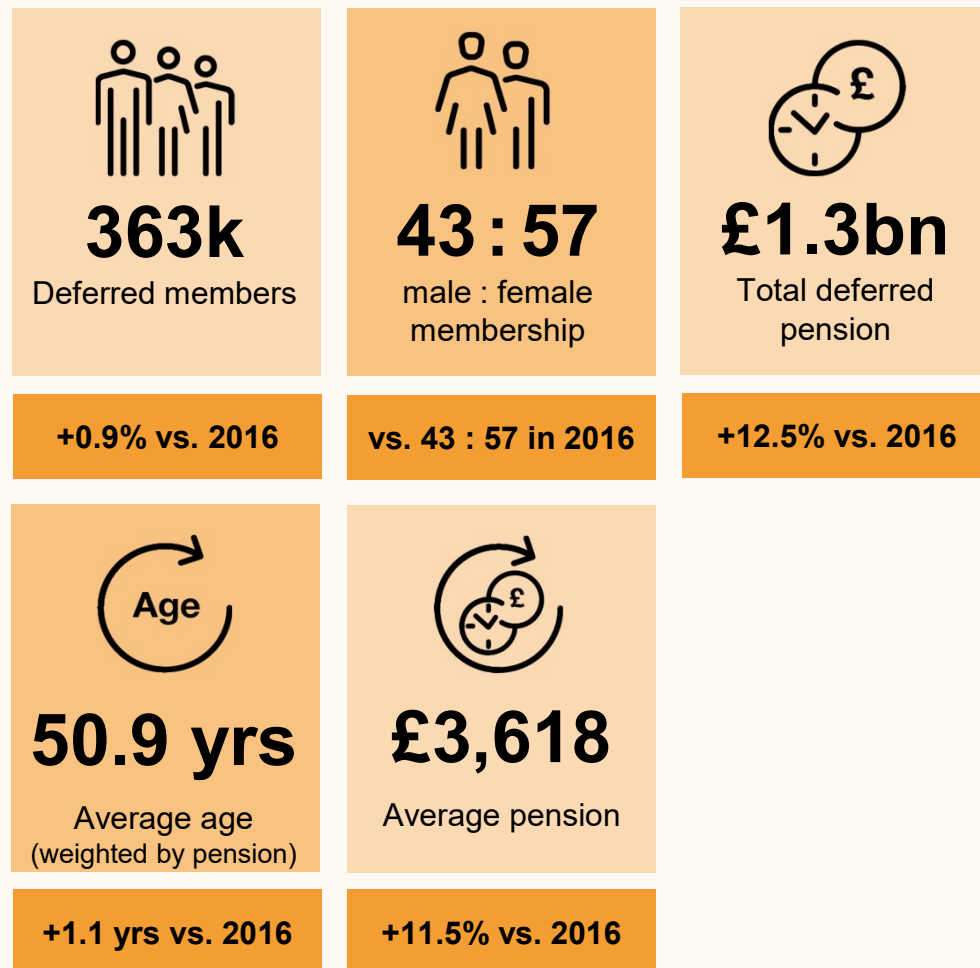 363k
Deferred members
+0.9% vs. 2016
43 : 57
male : female
membership
vs. 43 : 57 in 2016
£
£1.3bn
Total deferred
pension
+12.5% vs. 2016
Age
50.9 yrs
Average age
(weighted by pension)
+1.1 yrs vs. 2016
£
£3,618
Average pension
+11.5% vs. 2016